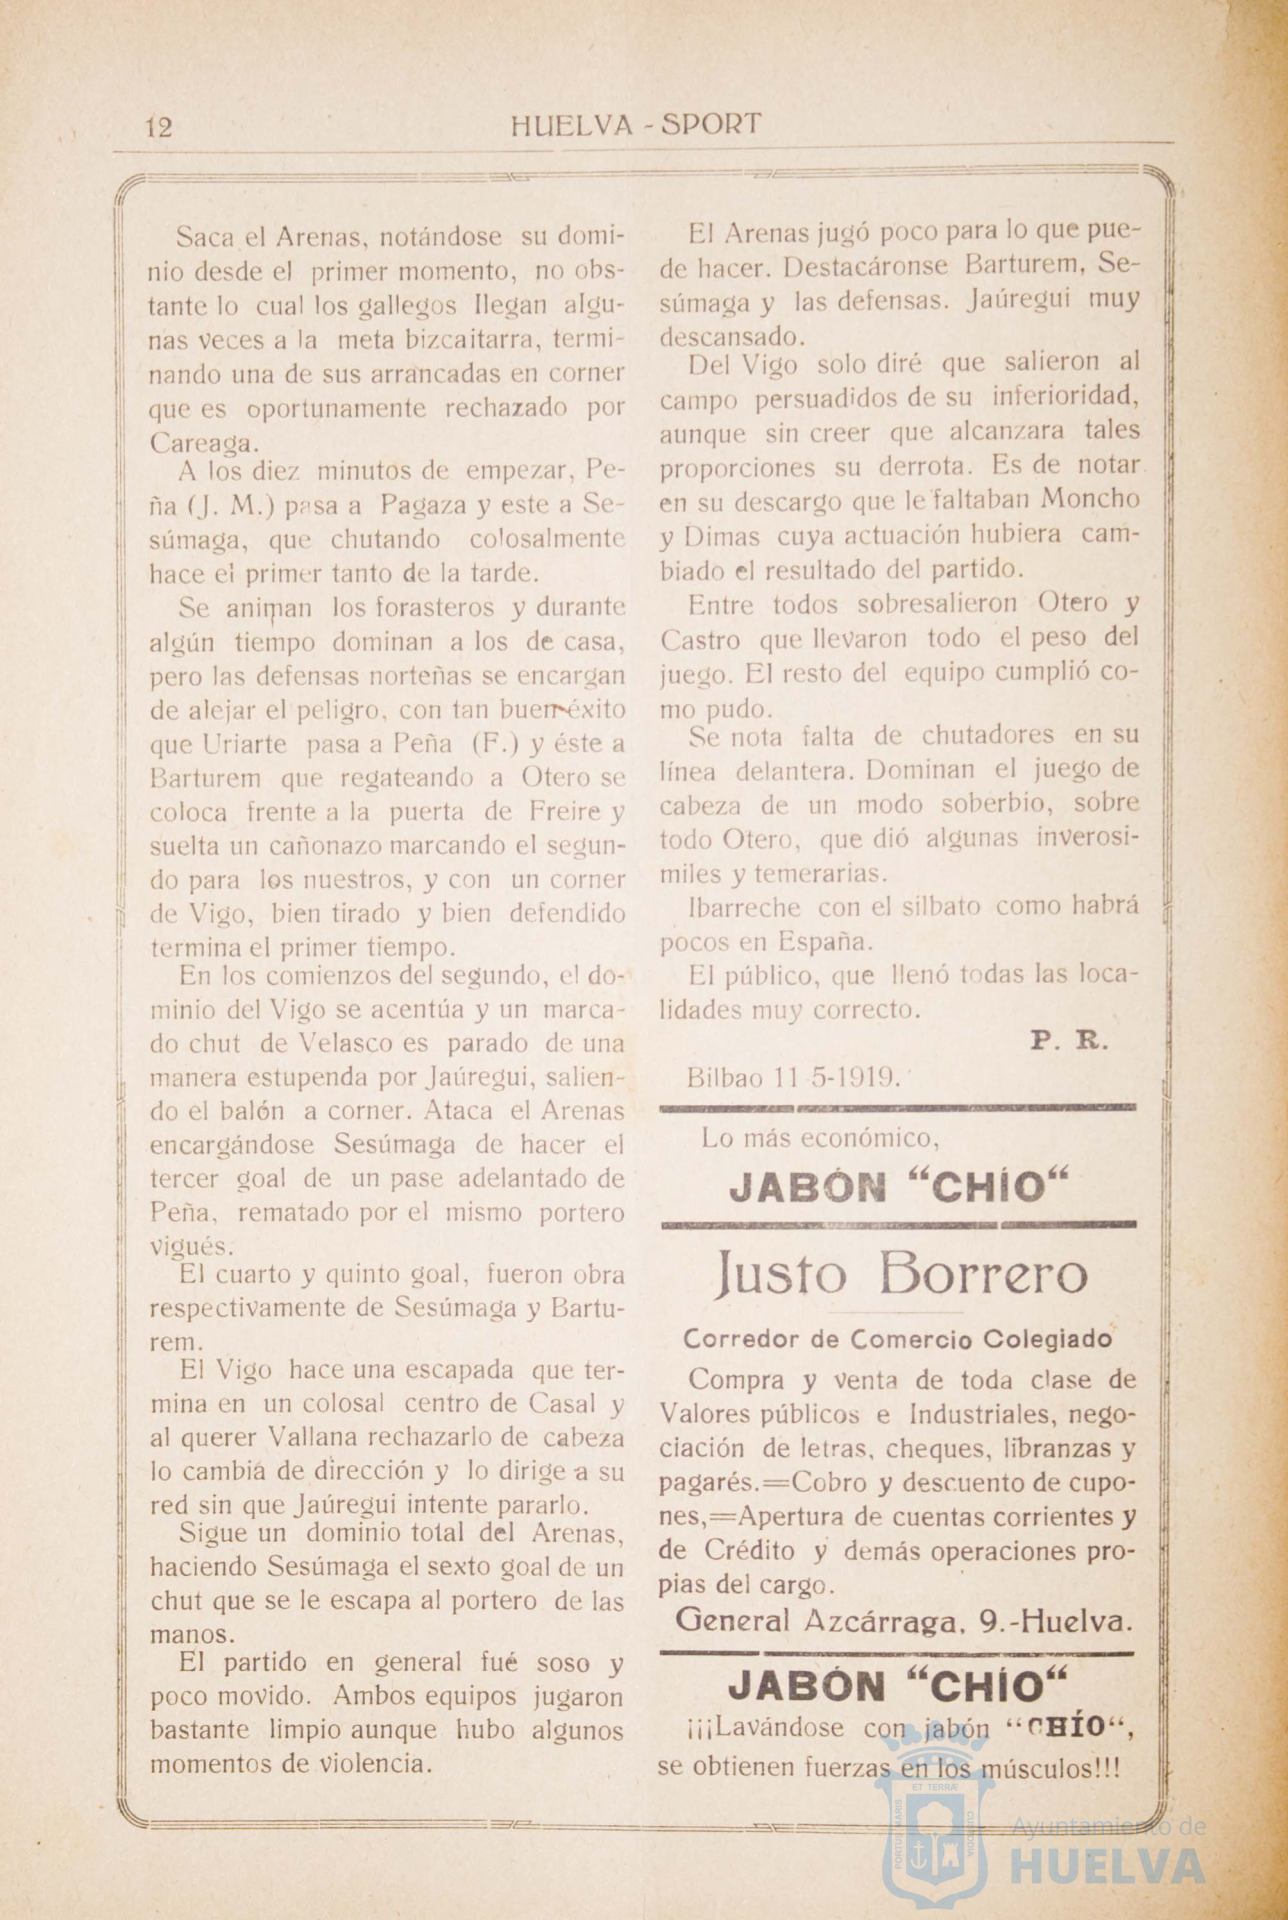 12
HUELVA - SPORT
Saca el Arenas, notándose su domi-
nio desde el primer momento, no obs-
tante lo cual los gallegos llegan algu-
nas veces a la meta bizcaitarra, termi-
nando una de sus arrancadas en corner
que es oportunamente rechazado por
Careaga.
A los diez minutos de empezar, Pe-
ña (J. M.) pasa a Pagaza y este a Se-
súmaga, que chutando colosalmente
hace el primer tanto de la tarde.
Se animan los forasteros y durante
algún tiempo dominan a los de casa,
pero las defensas norteñas se encargan
de alejar el peligro, con tan buen éxito
que Uriarte pasa a Peña (F.) y éste a
Barturem que regateando a Otero se
coloca frente a la puerta de Freire y
suelta un cañonazo marcando el segun-
do para los nuestros, y con un corner
de Vigo, bien tirado y bien defendido
termina el primer tiempo.
En los comienzos del segundo, el do-
minio del Vigo se acentúa y un marca-
do chut de Velasco es parado de una
manera estupenda por Jaúregui, salien-
do el balón a corner. Ataca el Arenas
encargándose Sesúmaga de hacer el
tercer goal de un pase adelantado de
Peña, rematado por el mismo portero
vigués.
El cuarto y quinto goal, fueron obra
respectivamente de Sesúmaga y Bartu-
rem.
El Vigo hace una escapada que ter-
mina en un colosal centro de Casal y
al querer Vallana rechazarlo de cabeza
lo cambia de dirección y lo dirige a su
red sin que Jaúregui intente pararlo.
Sigue un dominio total del Arenas,
haciendo Sesúmaga el sexto goal de un
chut que se le escapa al portero de las
manos.
El partido en general fué soso y
poco movido. Ambos equipos jugaron
bastante limpio aunque hubo algunos
momentos de violencia.
El Arenas jugó poco para lo que pue-
de hacer. Destacáronse Barturem, Se-
súmaga y las defensas. Jaúregui muy
descansado.
Del Vigo solo diré que salieron al
campo persuadidos de su inferioridad,
aunque sin creer que alcanzara tales
proporciones su derrota. Es de notar
en su descargo que le faltaban Moncho
y Dimas cuya actuación hubiera cam-
biado el resultado del partido.
Entre todos sobresalieron Otero y
Castro que llevaron todo el peso del
juego. El resto del equipo cumplió co-
mo pudo.
Se nota falta de chutadores en su
línea delantera. Dominan el juego de
cabeza de un modo soberbio, sobre
todo Otero, que dió algunas inverosi-
miles y temerarias.
Ibarreche con el silbato como habrá
pocos en España.
El público, que llenó todas las loca-
lidades muy correcto.
P. R.
Bilbao 11 5-1919.
Lo más económico,
JABÓN "CHÍO"
Justo Borrero
Corredor de Comercio Colegiado
Compra y venta de toda clase de
Valores públicos e Industriales, nego-
ciación de letras, cheques, libranzas y
pagarés.=Cobro y descuento de cupo-
nes,=Apertura de cuentas corrientes y
de Crédito y demás operaciones pro-
pias del cargo.
General Azcárraga, 9.-Huelva.
JABÓN "CHÍO"
¡¡¡Lavándose con jabón "CHÍO",
se obtienen fuerzas en los músculos!!!
PORTUS MARIS
ET TERRÆ
CUSTODIA
Ayuntamiento de
HUELVA